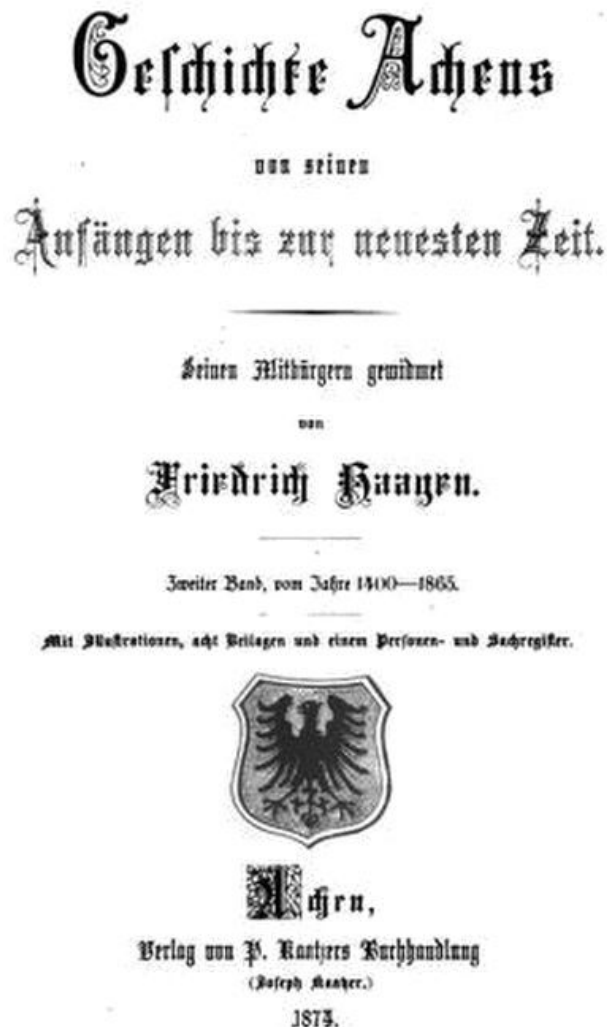 Geschichte Achens
von seinen
Anfängen bis zur neuesten Zeit.
Seinen Mitbürgern gewidmet
von
Friedrich Haagen.
Zweiter Band, vom Jahre 1400—1865.
Mit Illustrationen, acht Beilagen und einem Personen- und Sachregister.
Achen,
Verlag von P. Kaatzers Buchhandlung
(Joseph Kaatzer.)
1874.